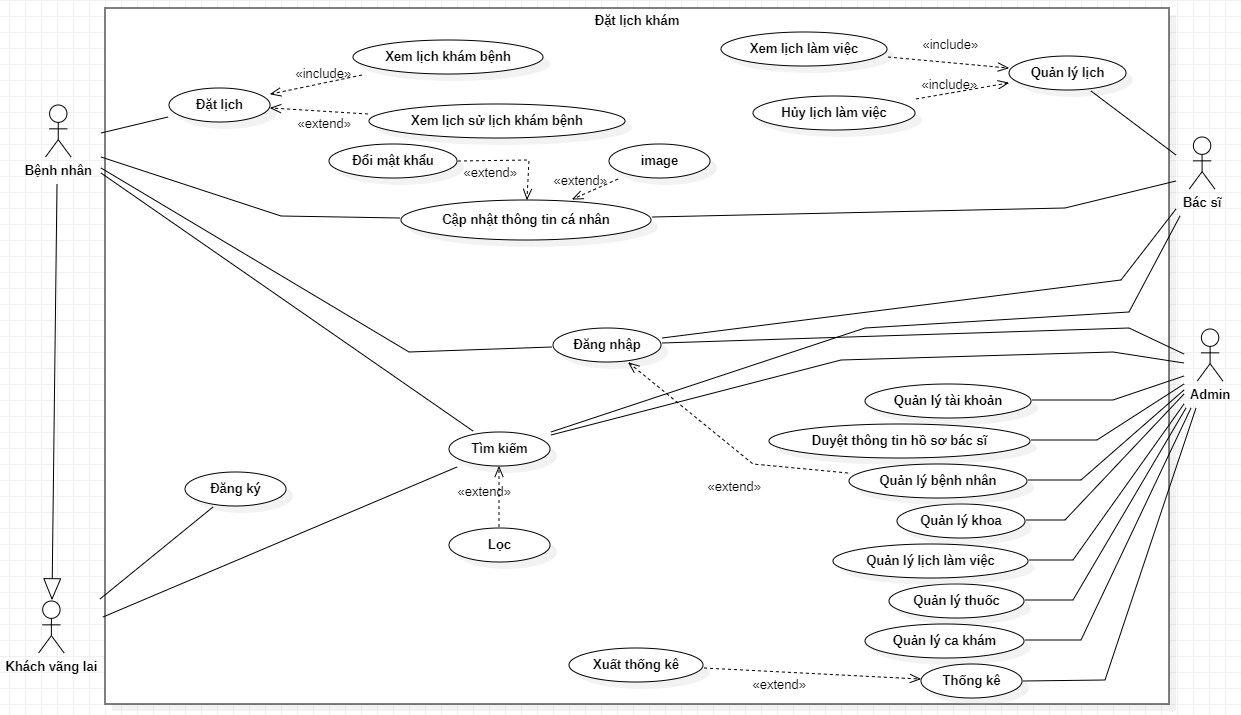 Đặt lịch khám
Xem lịch khám bệnh
Xem lịch làm việc
«include»
«include»
Quản lý lịch
Đặt lịch
«include»
Hủy lịch làm việc
«extend»
Xem lịch sử lịch khám bệnh
Bệnh nhân
Đổi mật khẩu
image
«extend»
«extend»
Bác sĩ
Cập nhật thông tin cá nhân
Đăng nhập
Admin
Quản lý tài khoản
Duyệt thông tin hồ sơ bác sĩ
Tìm kiếm
Quản lý bệnh nhân
«extend»
Đăng ký
«extend»
Quản lý khoa
Lọc
Quản lý lịch làm việc
Quản lý thuốc
Quản lý ca khám
Khách vãng lai
Xuất thống kê
«extend»
Thống kê